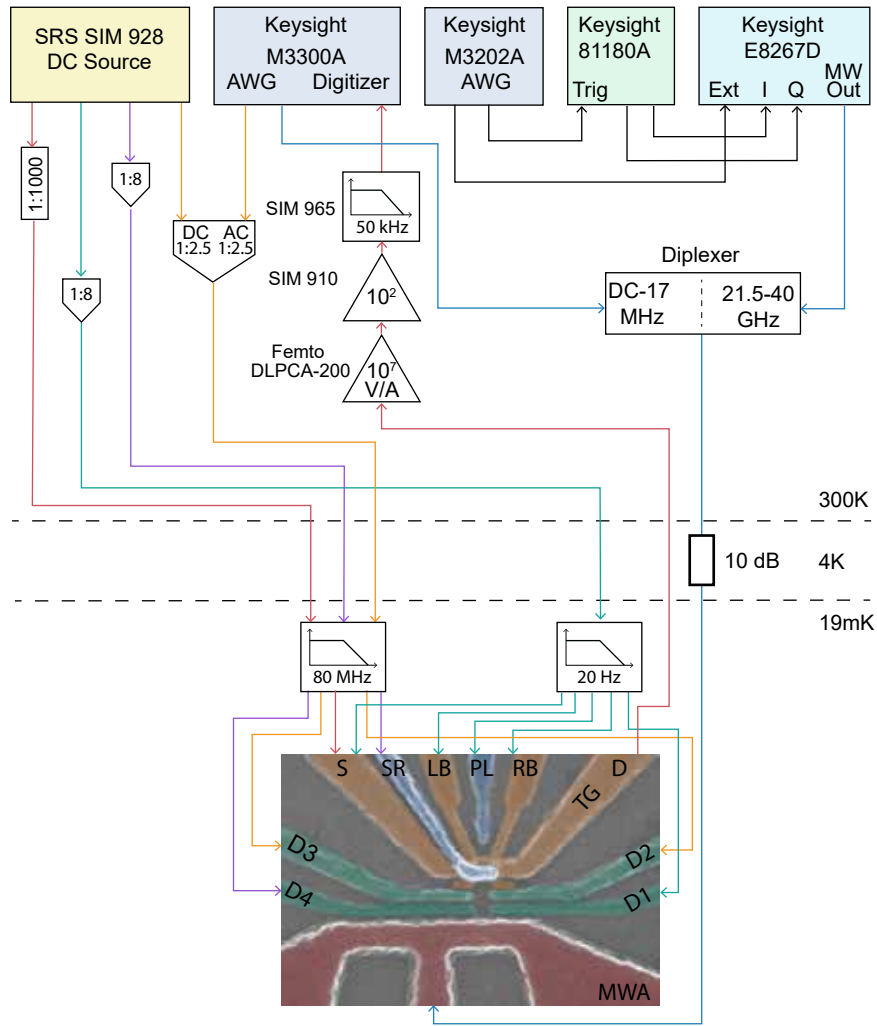 SRS SIM 928
DC Source
Keysight
M3300A
AWG Digitizer
Keysight
M3202A
AWG
Keysight
81180A
Trig
Keysight
E8267D
MW
Ext I Q Out
1:1000
1:8
DC AC
1:2.5 1:2.5
SIM 965
50 kHz
1:8
SIM 910
10²
Diplexer
DC-17
MHz
21.5-40
GHz
Femto
DLPCA-200
10⁷
V/A
300K
10 dB
4K
19mK
80 MHz
20 Hz
S SR LB PL RB D
TG
D3
D2
D4
D1
MWA